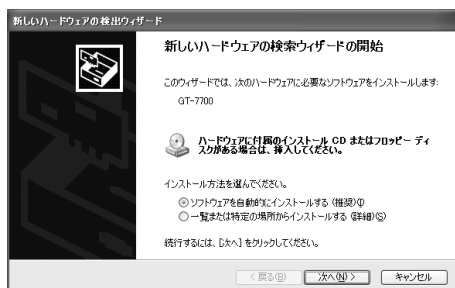 新しいハードウェアの検出ウィザード
新しいハードウェアの検索ウィザードの開始
このウィザードでは、次のハードウェアに必要なソフトウェアをインストールします:
GT-7700
ハードウェアに付属のインストール CD またはフロッピー ディ
スクがある場合は、挿入してください。
インストール方法を選んでください。
ソフトウェアを自動的にインストールする (推奨)(I)
一覧または特定の場所からインストールする (詳細)(S)
続行するには、[次へ] をクリックしてください。
< 戻る(B) 次へ(N) > キャンセル